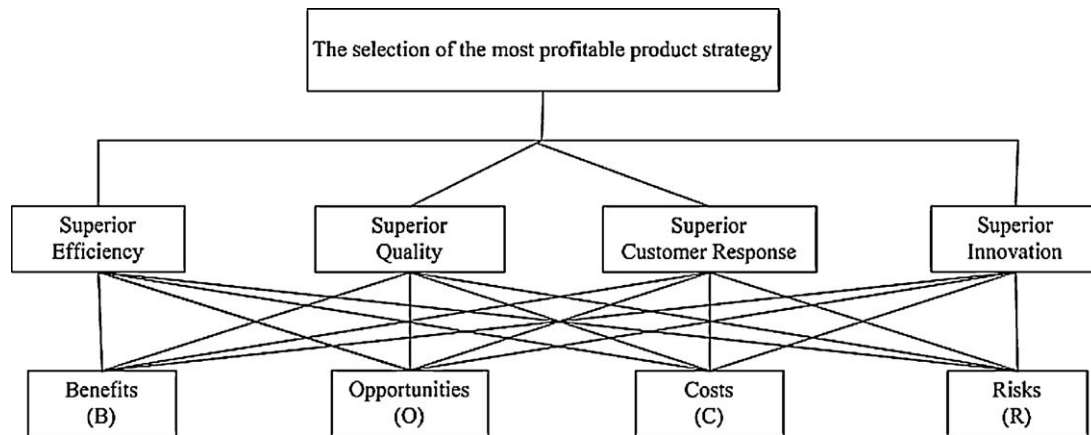 The selection of the most profitable product strategy
Superior
Efficiency
Superior
Quality
Superior
Customer Response
Superior
Innovation
Benefits
(B)
Opportunities
(O)
Costs
(C)
Risks
(R)